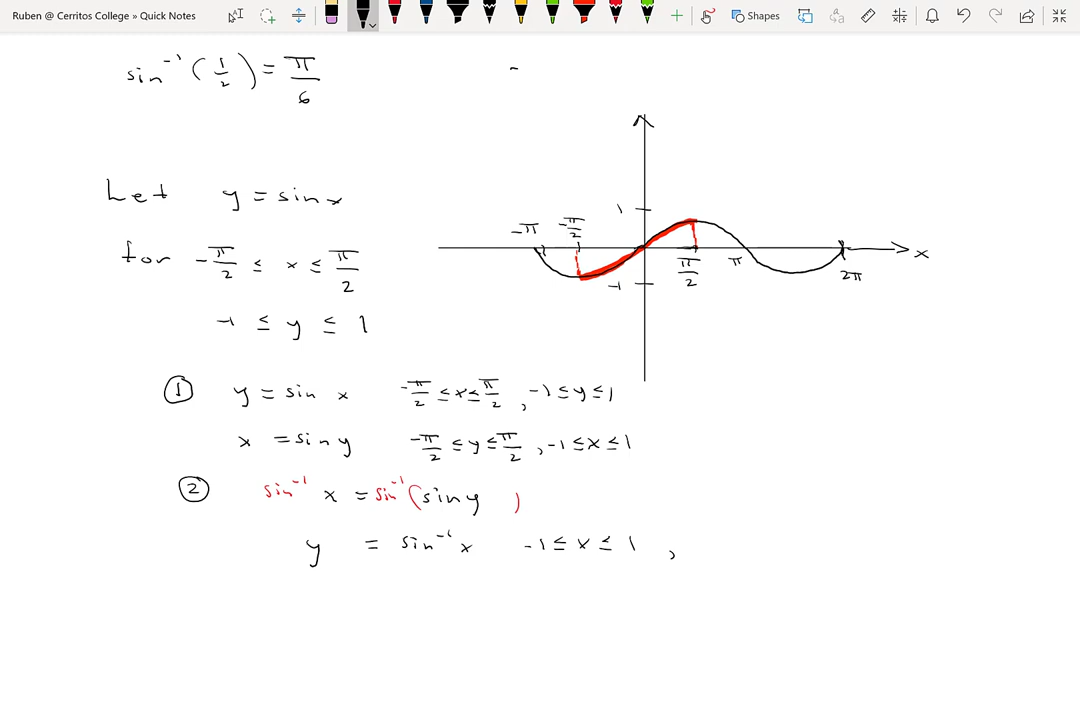 Ruben @ Cerritos College » Quick Notes
Shapes
sin⁻¹ (1/2) = π/6
-
Let y = sin x
for -π/2 ≤ x ≤ π/2
-1 ≤ y ≤ 1
1
-π -π/2 π/2 π 2π x
-1
① y = sin x -π/2 ≤ x ≤ π/2 , -1 ≤ y ≤ 1
x = sin y -π/2 ≤ y ≤ π/2 , -1 ≤ x ≤ 1
② sin⁻¹ x = sin⁻¹ (sin y )
y = sin⁻¹ x -1 ≤ x ≤ 1 ,